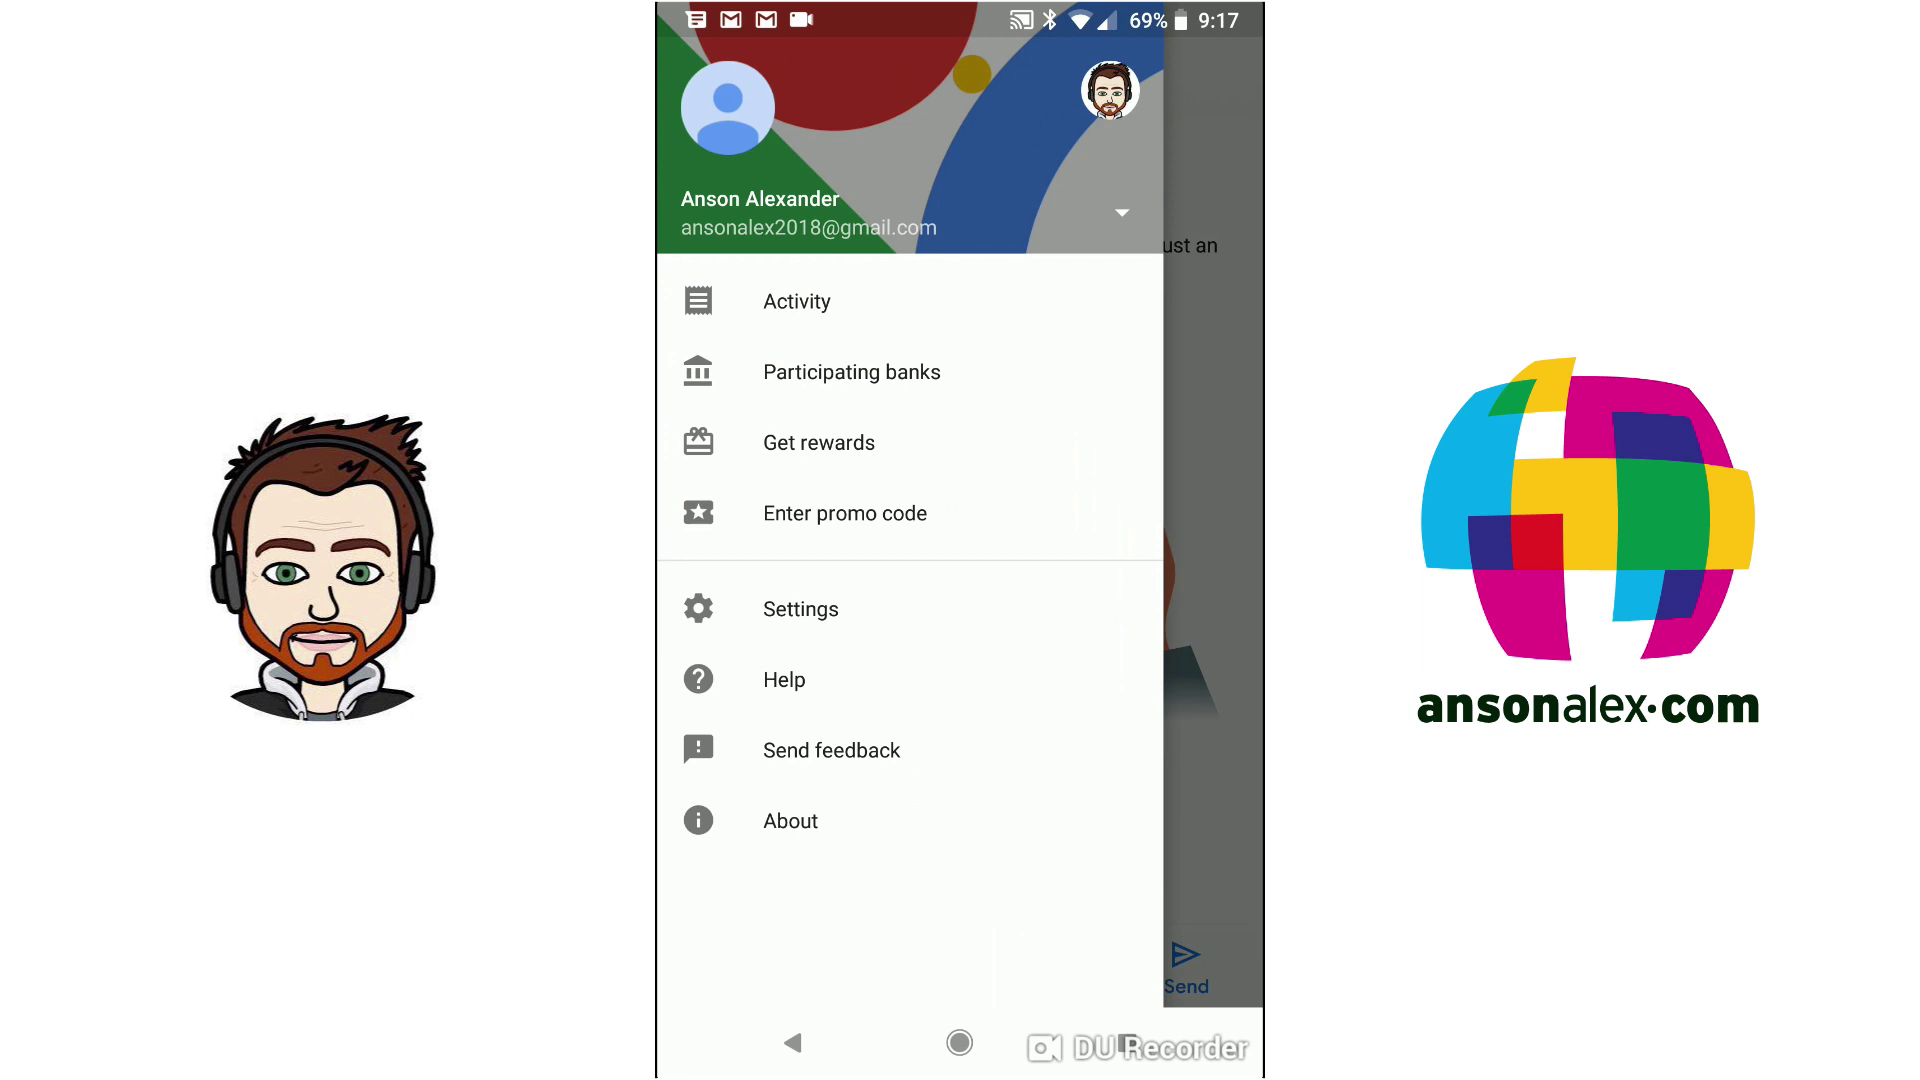 69% 9:17
Anson Alexander
ansonalex2018@gmail.com
ust an
Activity
Participating banks
Get rewards
Enter promo code
Settings
Help
Send feedback
About
Send
DU Recorder
ansonalex.com